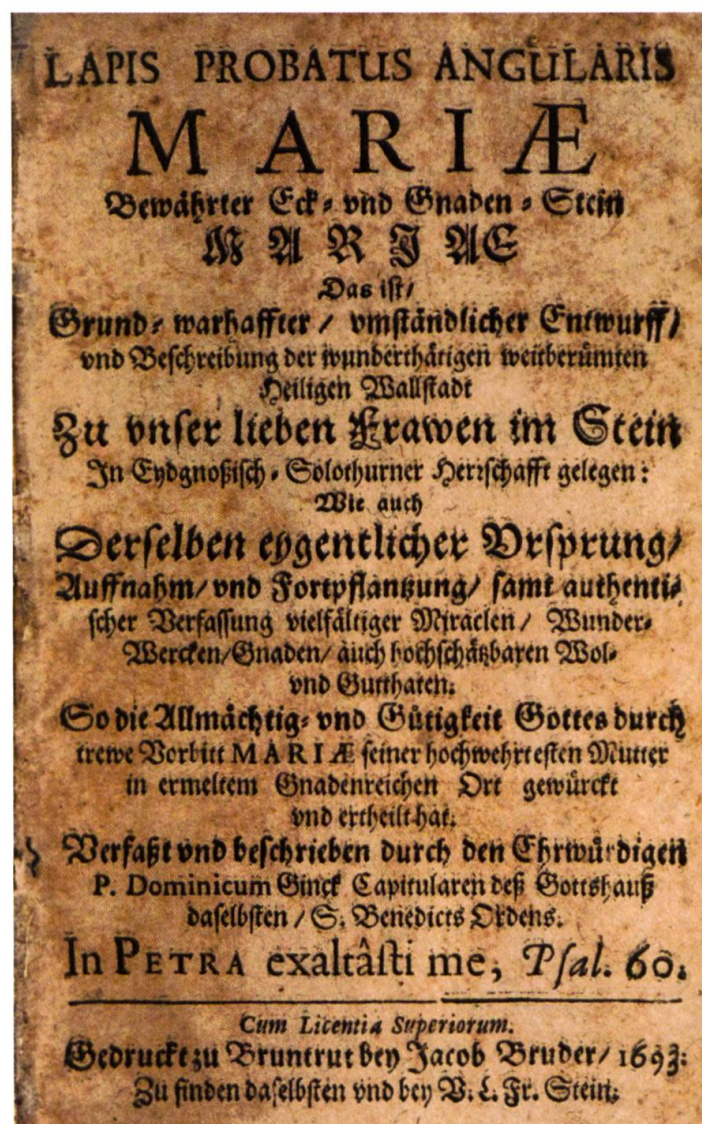 LAPIS PROBATUS ANGULARIS
MARIÆ
Bewährter Eck- vnd Gnaden-Stein
MARJAE
Das ist/
Grund- warhaffter / vmständlicher Entwurff/
vnd Beschreibung der wunderthätigen weitberümten
Heiligen Wallstadt
Zu vnser lieben Frawen im Stein
In Eydgnoßisch-Solothurner Herrschafft gelegen:
Wie auch
Derselben eygentlicher Vrsprung/
Auffnahm/ vnd Fortpflantzung/ samt authenti-
scher Verfassung vielfältiger Miraclen/ Wunder-
Wercken/Gnaden/ auch hochschätzbaren Wol-
vnd Gutthaten.
So die Allmächtig- vnd Gütigkeit Gottes durch
trewe Vorbitt MARIÆ seiner hochwehrtesten Mutter
in ermeltem Gnadenreichen Ort gewürckt
vnd ertheilt hat.
Verfaßt vnd beschrieben durch den Ehrwürdigen
P. Dominicum Ginck Capitularen deß Gottshauß
daselbsten / S. Benedicts Ordens.
In PETRA exaltâsti me, Psal. 60.
Cum Licentia Superiorum.
Gedruckt zu Bruntrut bey Jacob Bruder/ 1693:
Zu finden daselbsten vnd bey V. L. Fr. Stein.